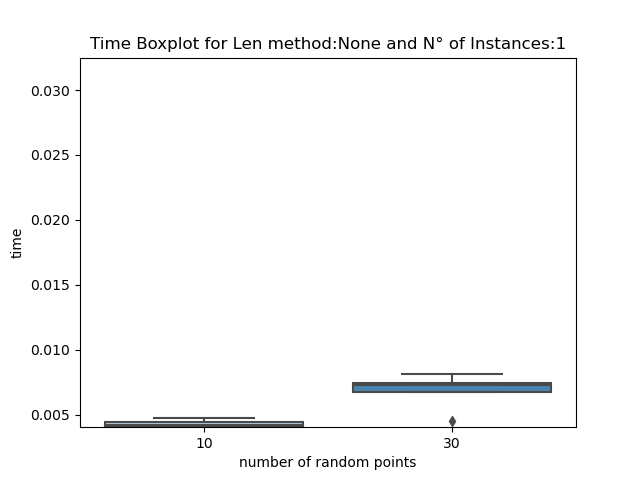 Time Boxplot for Len method:None and N° of Instances:1
0.030
0.025
0.020
0.015
0.010
0.005
time
10 30
number of random points